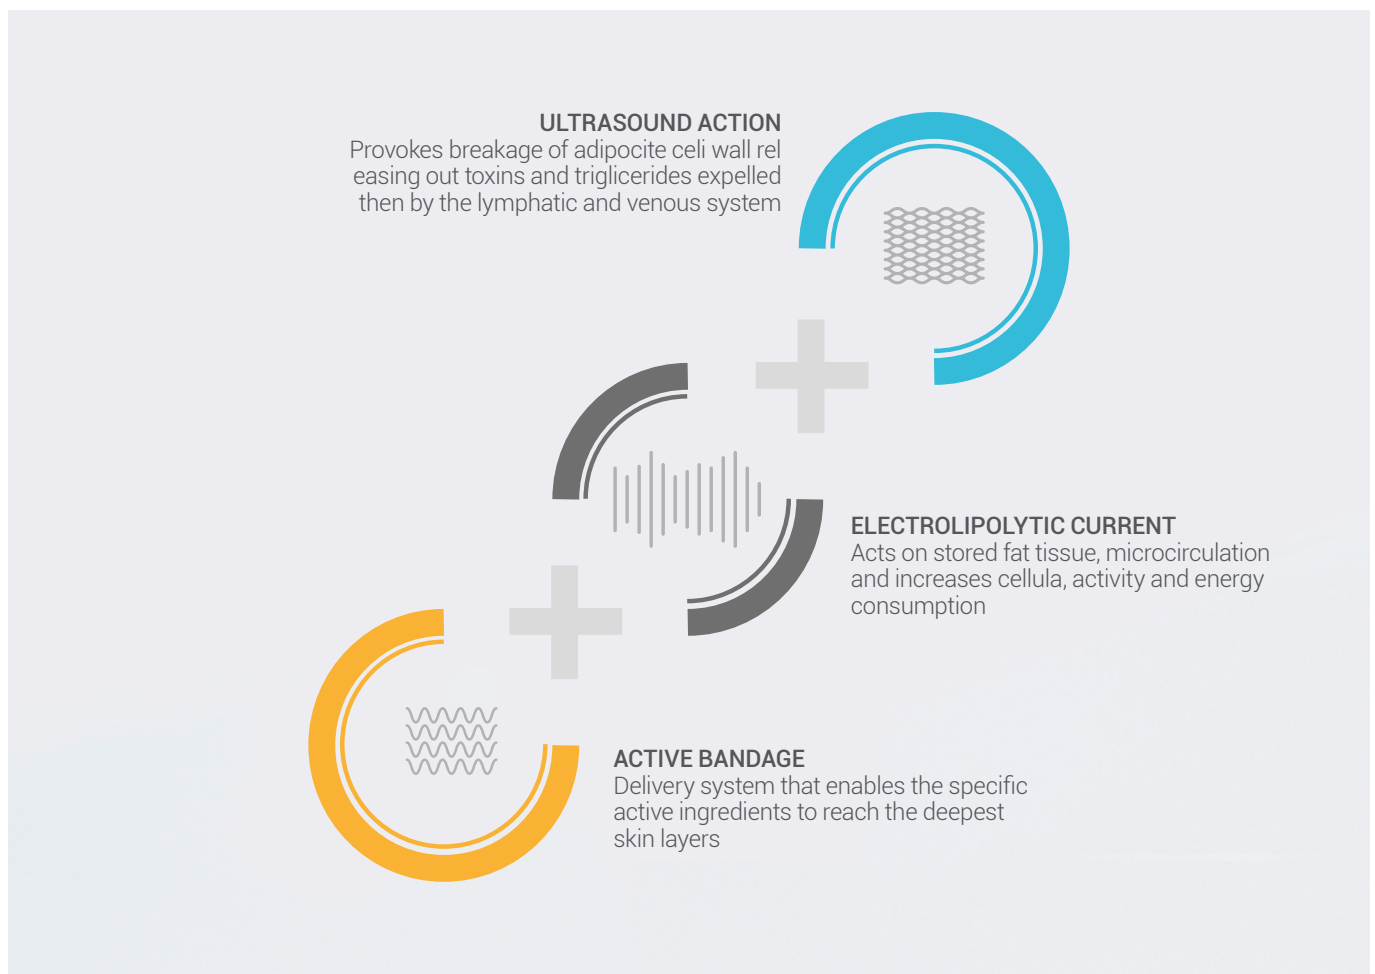 ULTRASOUND ACTION
Provokes breakage of adipocite celi wall rel
easing out toxins and triglicerides expelled
then by the lymphatic and venous system
ELECTROLIPOLYTIC CURRENT
Acts on stored fat tissue, microcirculation
and increases cellula, activity and energy
consumption
ACTIVE BANDAGE
Delivery system that enables the specific
active ingredients to reach the deepest
skin layers